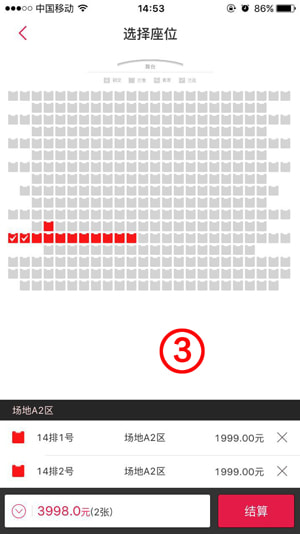 中国移动 14:53 86%
选择座位
舞台
③
场地A2区
14排1号 场地A2区 1999.00元
14排2号 场地A2区 1999.00元
3998.0元(2张) 结算